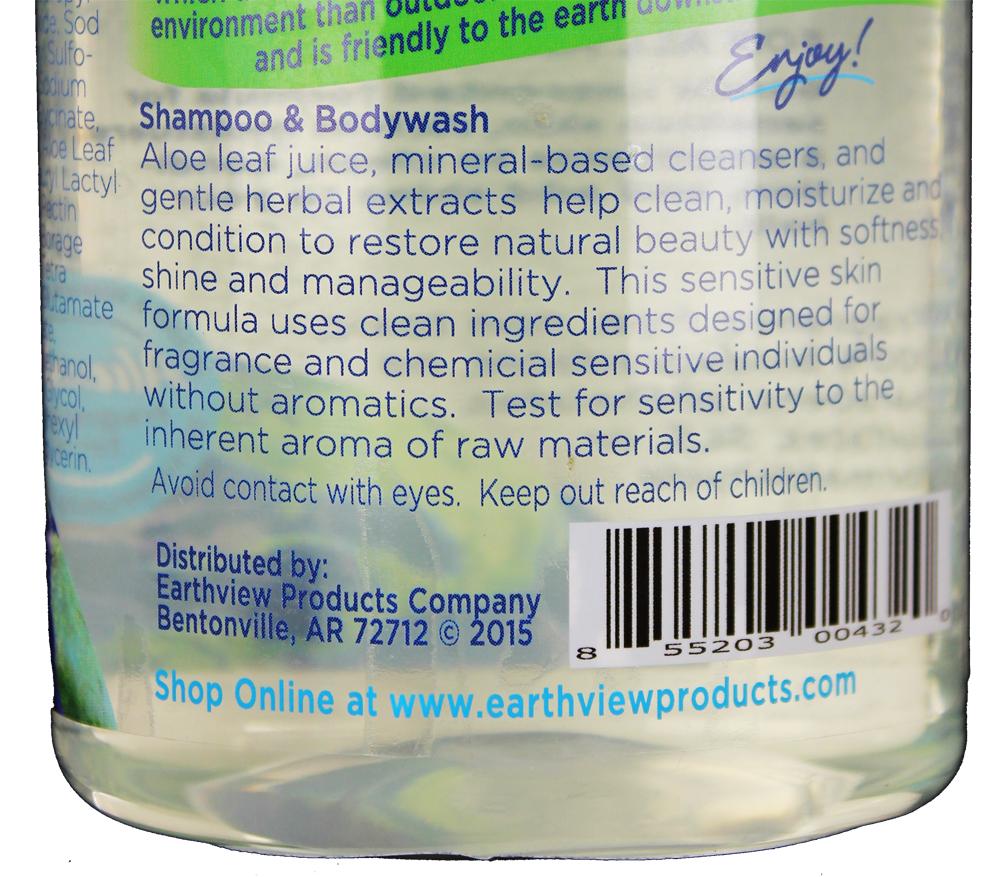 environment than
and is friendly to the earth
Enjoy!
Shampoo & Bodywash
Aloe leaf juice, mineral-based cleansers, and
gentle herbal extracts help clean, moisturize and
condition to restore natural beauty with softness,
shine and manageability. This sensitive skin
formula uses clean ingredients designed for
fragrance and chemicial sensitive individuals
without aromatics. Test for sensitivity to the
inherent aroma of raw materials.
Avoid contact with eyes. Keep out reach of children.
Distributed by:
Earthview Products Company
Bentonville, AR 72712 © 2015
8 55203 00432 0
Shop Online at www.earthviewproducts.com
Sod
Leaf
Lactyl